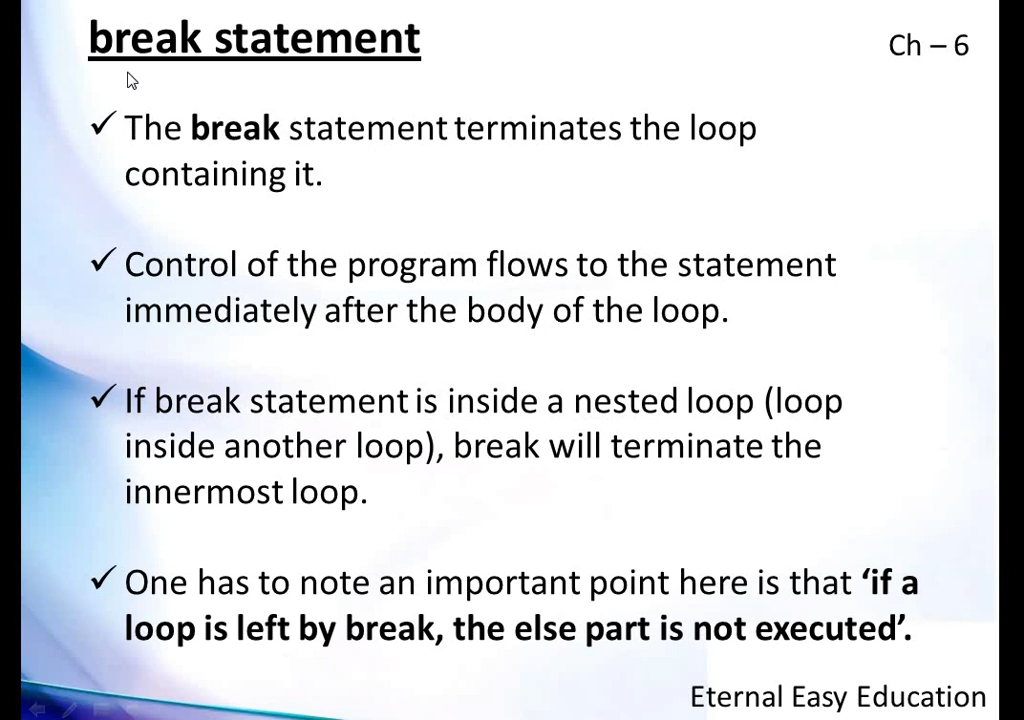 break statement
Ch – 6
✓ The break statement terminates the loop
containing it.
✓ Control of the program flows to the statement
immediately after the body of the loop.
✓ If break statement is inside a nested loop (loop
inside another loop), break will terminate the
innermost loop.
✓ One has to note an important point here is that ‘if a
loop is left by break, the else part is not executed’.
Eternal Easy Education